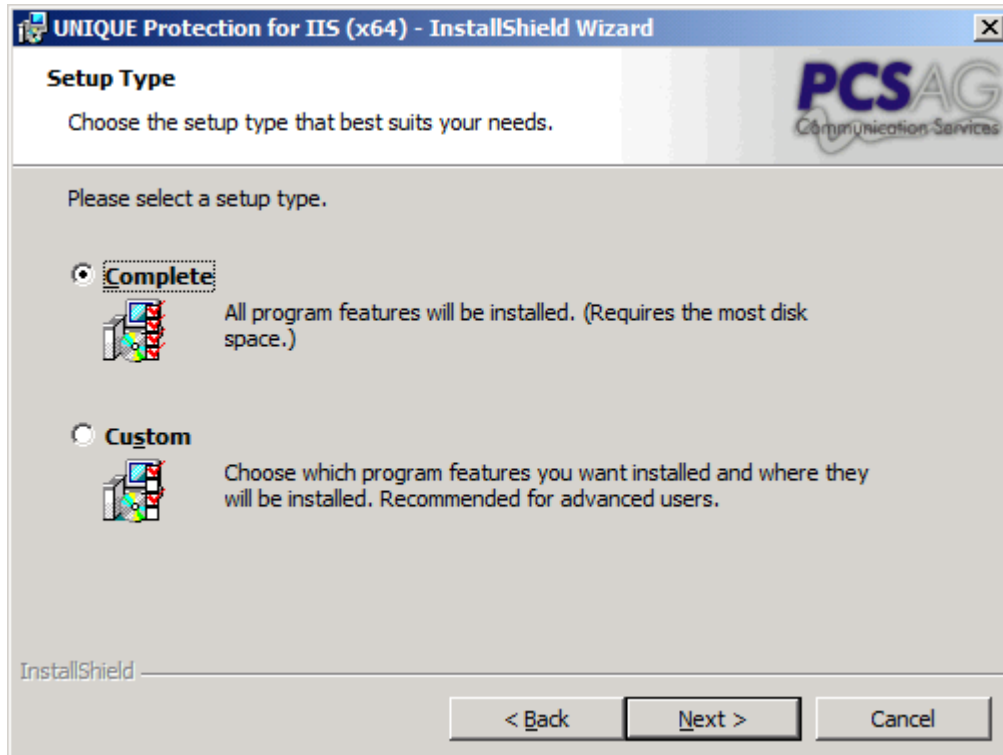 UNIQUE Protection for IIS (x64) - InstallShield Wizard
Setup Type
Choose the setup type that best suits your needs.
PCSAG
Communication Services
Please select a setup type.
Complete
All program features will be installed. (Requires the most disk
space.)
Custom
Choose which program features you want installed and where they
will be installed. Recommended for advanced users.
InstallShield
< Back
Next >
Cancel